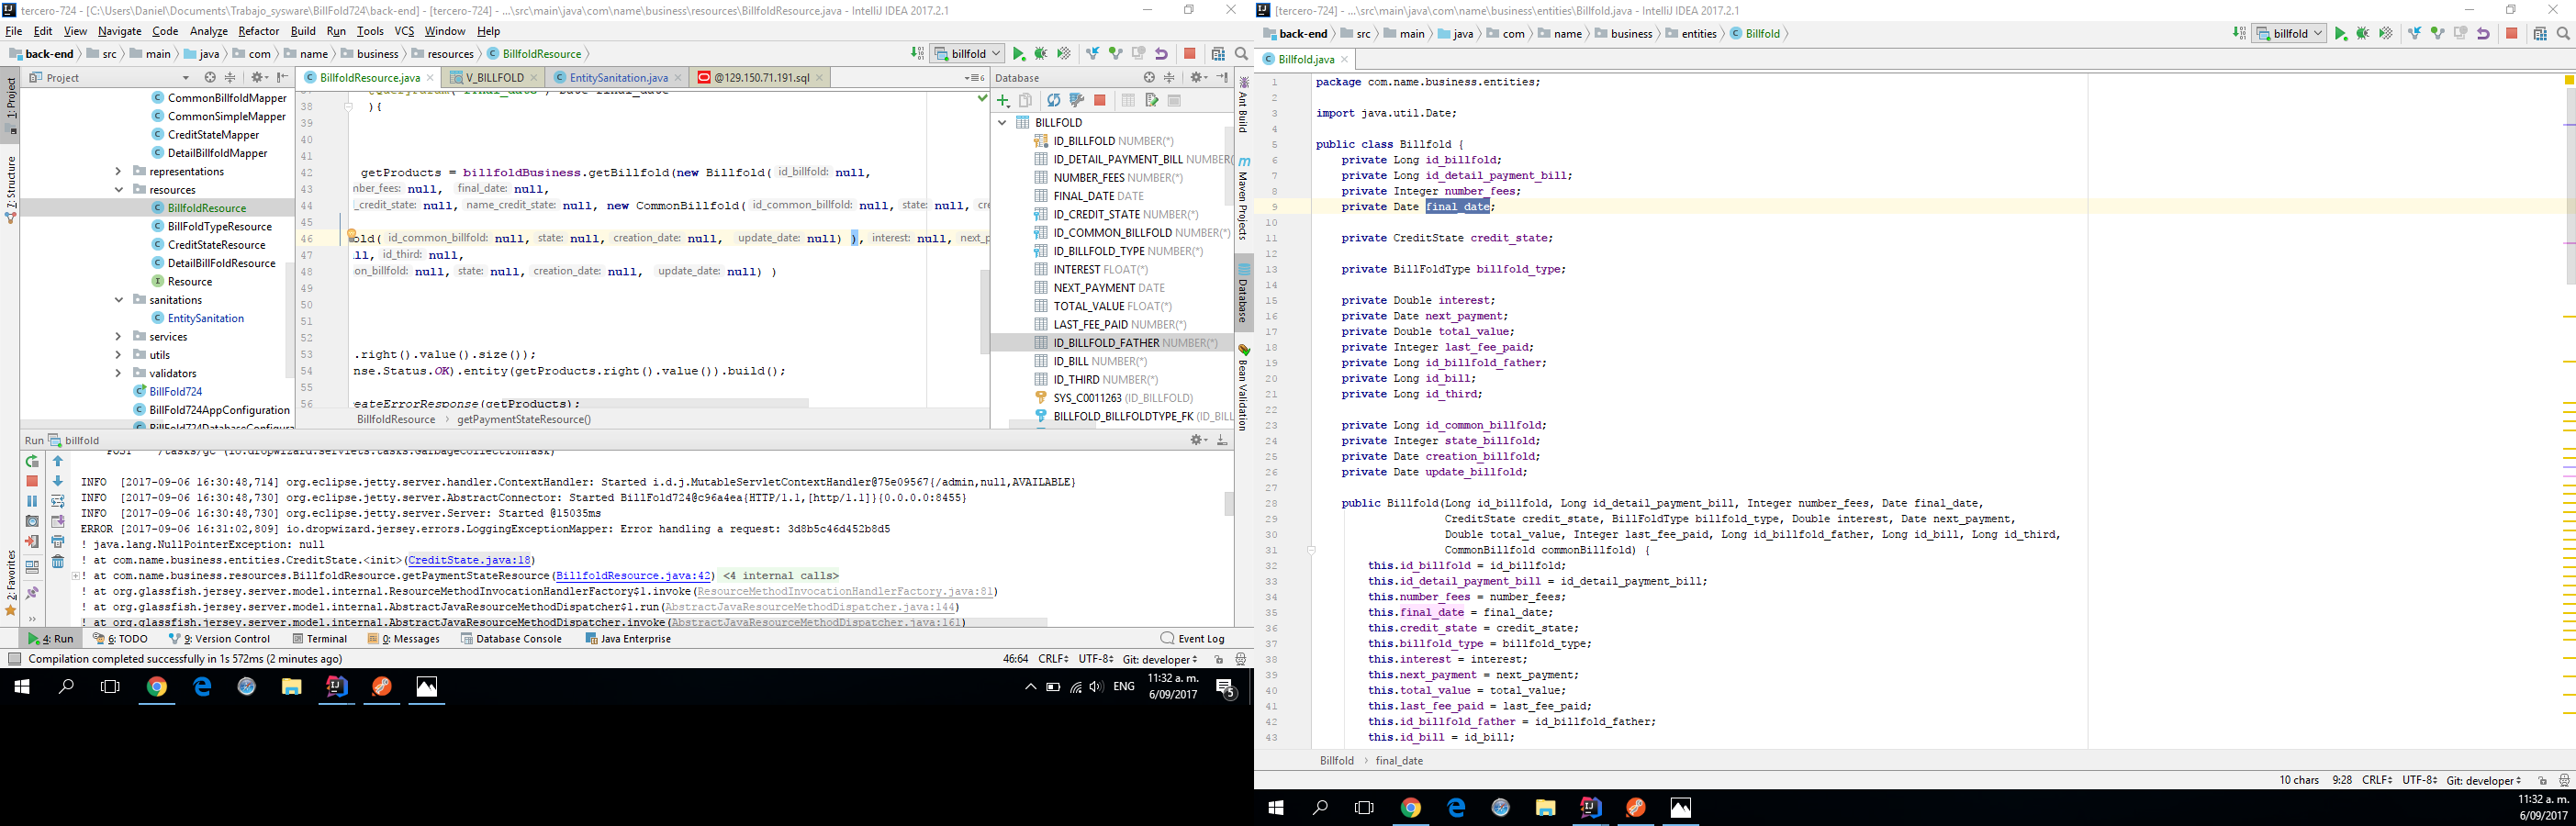 tercero-724 - [C:\Users\Daniel\Documents\Trabajo_sysware\BillFold724\back-end] - [tercero-724] - ...\src\main\java\com\name\business\resources\BillfoldResource.java - IntelliJ IDEA 2017.2.1
File Edit View Navigate Code Analyze Refactor Build Run Tools VCS Window Help
back-end src main java com name business resources BillfoldResource
billfold
Project
BillfoldResource.java V_BILLFOLD EntitySanitation.java @129.150.71.191.sql
Database
1: Project
7: Structure
2: Favorites
CommonBillfoldMapper
CommonSimpleMapper
CreditStateMapper
DetailBillfoldMapper
representations
resources
BillfoldResource
BillFoldTypeResource
CreditStateResource
DetailBillFoldResource
Resource
sanitations
EntitySanitation
services
utils
validators
BillFold724
BillFold724AppConfiguration
BillFold724DatabaseConfigura
38 ){
39
40
41
42 getProducts = billfoldBusiness.getBillfold(new Billfold( id_billfold: null,
43 nber_fees: null, final_date: null,
44 _credit_state: null, name_credit_state: null, new CommonBillfold( id_common_billfold: null, state: null, cre
45
46 old( id_common_billfold: null, state: null, creation_date: null, update_date: null) ), interest: null, next_p
47 ll, id_third: null,
48 on_billfold: null, state: null, creation_date: null, update_date: null) )
49
50
51
52
53 .right().value().size());
54 nse.Status.OK).entity(getProducts.right().value()).build();
55
56 eateErrorResponse(getProducts);
BillfoldResource getPaymentStateResource()
BILLFOLD
ID_BILLFOLD NUMBER(*)
ID_DETAIL_PAYMENT_BILL NUMBER(
NUMBER_FEES NUMBER(*)
FINAL_DATE DATE
ID_CREDIT_STATE NUMBER(*)
ID_COMMON_BILLFOLD NUMBER(*)
ID_BILLFOLD_TYPE NUMBER(*)
INTEREST FLOAT(*)
NEXT_PAYMENT DATE
TOTAL_VALUE FLOAT(*)
LAST_FEE_PAID NUMBER(*)
ID_BILLFOLD_FATHER NUMBER(*)
ID_BILL NUMBER(*)
ID_THIRD NUMBER(*)
SYS_C0011263 (ID_BILLFOLD)
BILLFOLD_BILLFOLDTYPE_FK (ID_BILL
Ant Build
Maven Projects
Database
Bean Validation
Run billfold
POST /tasks/gc (io.dropwizard.servlets.tasks.GarbageCollectionTask)
INFO [2017-09-06 16:30:48,714] org.eclipse.jetty.server.handler.ContextHandler: Started i.d.j.MutableServletContextHandler@75e09567{/admin,null,AVAILABLE}
INFO [2017-09-06 16:30:48,730] org.eclipse.jetty.server.AbstractConnector: Started BillFold724@c96a4ea{HTTP/1.1,[http/1.1]}{0.0.0.0:8455}
INFO [2017-09-06 16:30:48,730] org.eclipse.jetty.server.Server: Started @15035ms
ERROR [2017-09-06 16:31:02,809] io.dropwizard.jersey.errors.LoggingExceptionMapper: Error handling a request: 3d8b5c46d452b8d5
! java.lang.NullPointerException: null
! at com.name.business.entities.CreditState.<init>(CreditState.java:18)
! at com.name.business.resources.BillfoldResource.getPaymentStateResource(BillfoldResource.java:42) <4 internal calls>
! at org.glassfish.jersey.server.model.internal.ResourceMethodInvocationHandlerFactory$1.invoke(ResourceMethodInvocationHandlerFactory.java:81)
! at org.glassfish.jersey.server.model.internal.AbstractJavaResourceMethodDispatcher$1.run(AbstractJavaResourceMethodDispatcher.java:144)
! at org.glassfish.jersey.server.model.internal.AbstractJavaResourceMethodDispatcher.invoke(AbstractJavaResourceMethodDispatcher.java:161)
4: Run 6: TODO 9: Version Control Terminal 0: Messages Database Console Java Enterprise Event Log
Compilation completed successfully in 1s 572ms (2 minutes ago) 46:64 CRLF UTF-8 Git: developer
ENG 11:32 a. m.
6/09/2017
5
[tercero-724] - ...\src\main\java\com\name\business\entities\Billfold.java - IntelliJ IDEA 2017.2.1
back-end src main java com name business entities Billfold
billfold
Billfold.java
1 package com.name.business.entities;
2
3 import java.util.Date;
4
5 public class Billfold {
6 private Long id_billfold;
7 private Long id_detail_payment_bill;
8 private Integer number_fees;
9 private Date final_date;
10
11 private CreditState credit_state;
12
13 private BillFoldType billfold_type;
14
15 private Double interest;
16 private Date next_payment;
17 private Double total_value;
18 private Integer last_fee_paid;
19 private Long id_billfold_father;
20 private Long id_bill;
21 private Long id_third;
22
23 private Long id_common_billfold;
24 private Integer state_billfold;
25 private Date creation_billfold;
26 private Date update_billfold;
27
28 public Billfold(Long id_billfold, Long id_detail_payment_bill, Integer number_fees, Date final_date,
29 CreditState credit_state, BillFoldType billfold_type, Double interest, Date next_payment,
30 Double total_value, Integer last_fee_paid, Long id_billfold_father, Long id_bill, Long id_third,
31 CommonBillfold commonBillfold) {
32 this.id_billfold = id_billfold;
33 this.id_detail_payment_bill = id_detail_payment_bill;
34 this.number_fees = number_fees;
35 this.final_date = final_date;
36 this.credit_state = credit_state;
37 this.billfold_type = billfold_type;
38 this.interest = interest;
39 this.next_payment = next_payment;
40 this.total_value = total_value;
41 this.last_fee_paid = last_fee_paid;
42 this.id_billfold_father = id_billfold_father;
43 this.id_bill = id_bill;
Billfold final_date
10 chars 9:28 CRLF UTF-8 Git: developer
11:32 a. m.
6/09/2017